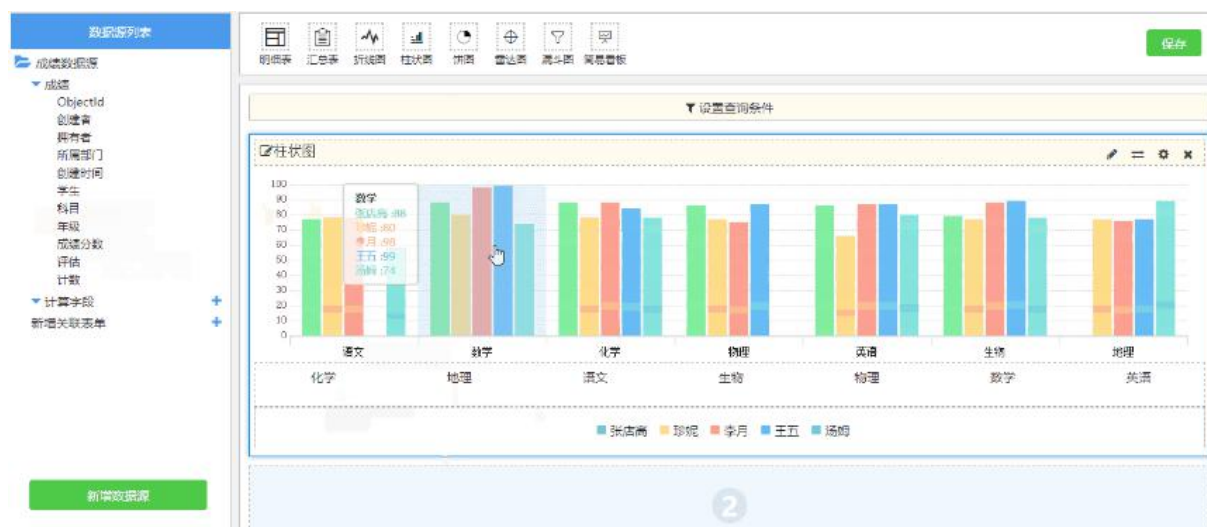 数据源列表
成绩数据源
成绩
ObjectId
创建者
拥有者
所属部门
创建时间
学生
科目
年级
成绩分数
评估
计数
计算字段
新增关联表单
新增数据源
明细表 汇总表 折线图 柱状图 饼图 雷达图 漏斗图 简易看板
保存
设置查询条件
柱状图
100
90
80
70
60
50
40
30
20
10
0
数学
张店高 :88
珍妮 :80
李月 :98
王五 :99
汤姆 :74
语文 数学 化学 物理 英语 生物 地理
化学 地理 语文 生物 物理 数学 英语
张店高 珍妮 李月 王五 汤姆
2